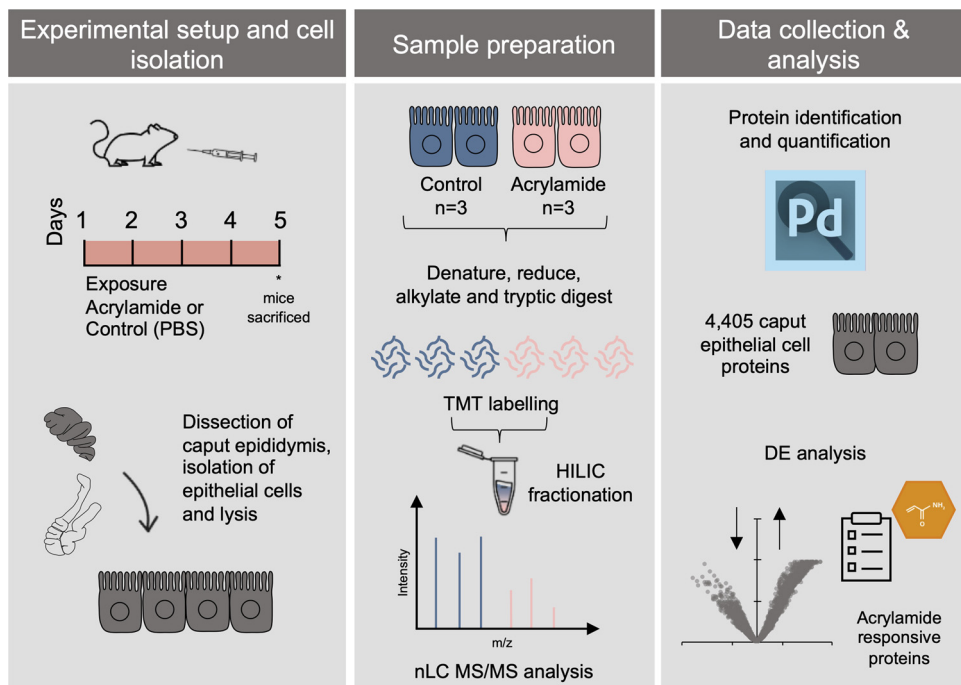 Experimental setup and cell
isolation
Days
1 2 3 4 5
Exposure
Acrylamide or
Control (PBS)
*
mice
sacrificed
Dissection of
caput epididymis,
isolation of
epithelial cells
and lysis
Sample preparation
Control
n=3
Acrylamide
n=3
Denature, reduce,
alkylate and tryptic digest
TMT labelling
HILIC
fractionation
Intensity
m/z
nLC MS/MS analysis
Data collection &
analysis
Protein identification
and quantification
Pd
4,405 caput
epithelial cell
proteins
DE analysis
NH₂
O
Acrylamide
responsive
proteins